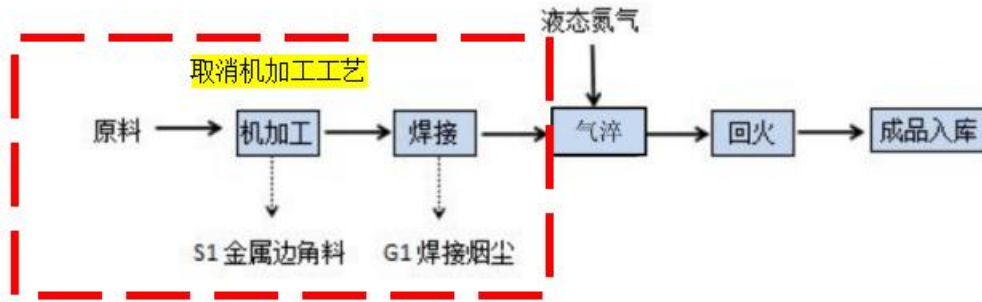 液态氮气
取消机加工工艺
原料
机加工
焊接
气淬
回火
成品入库
S1 金属边角料
G1 焊接烟尘